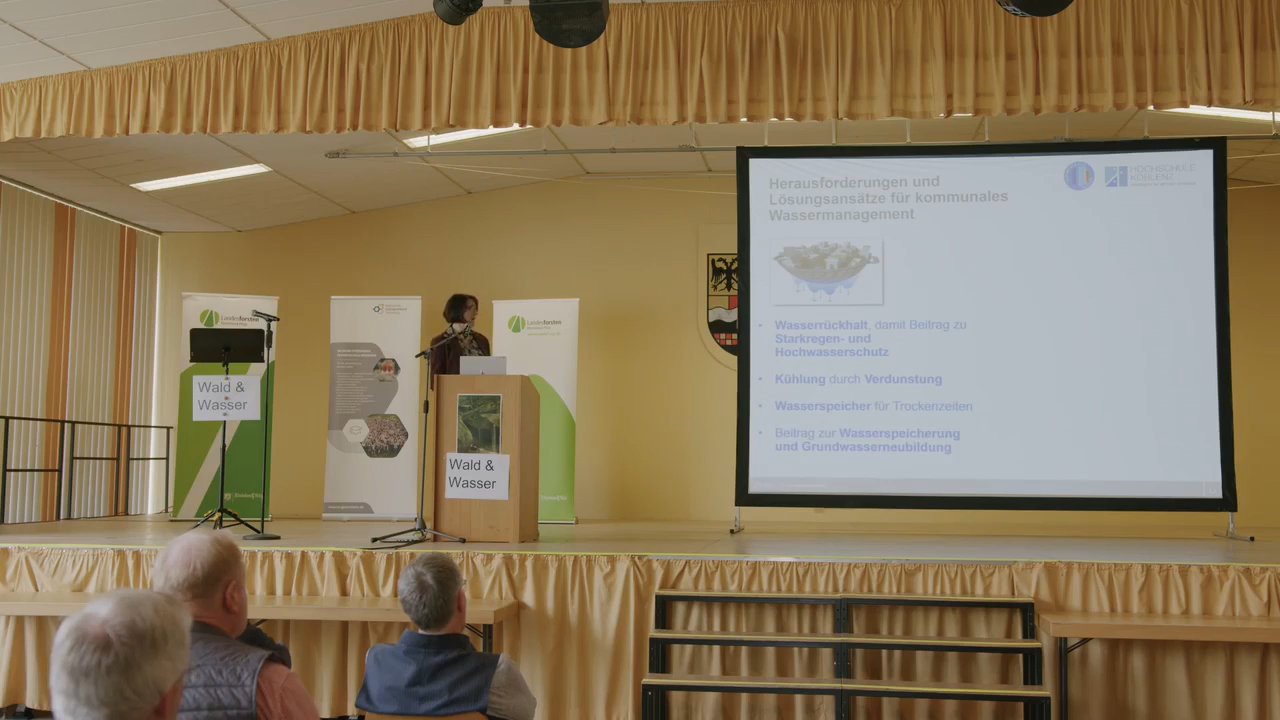 Herausforderungen und
Lösungsansätze für kommunales
Wassermanagement
HOCHSCHULE
KOBLENZ
• Wasserrückhalt, damit Beitrag zu
Starkregen- und
Hochwasserschutz
• Kühlung durch Verdunstung
• Wasserspeicher für Trockenzeiten
• Beitrag zur Wasserspeicherung
und Grundwasserneubildung
Landesforsten
Wald &
Wasser
Landesforsten
Wald &
Wasser